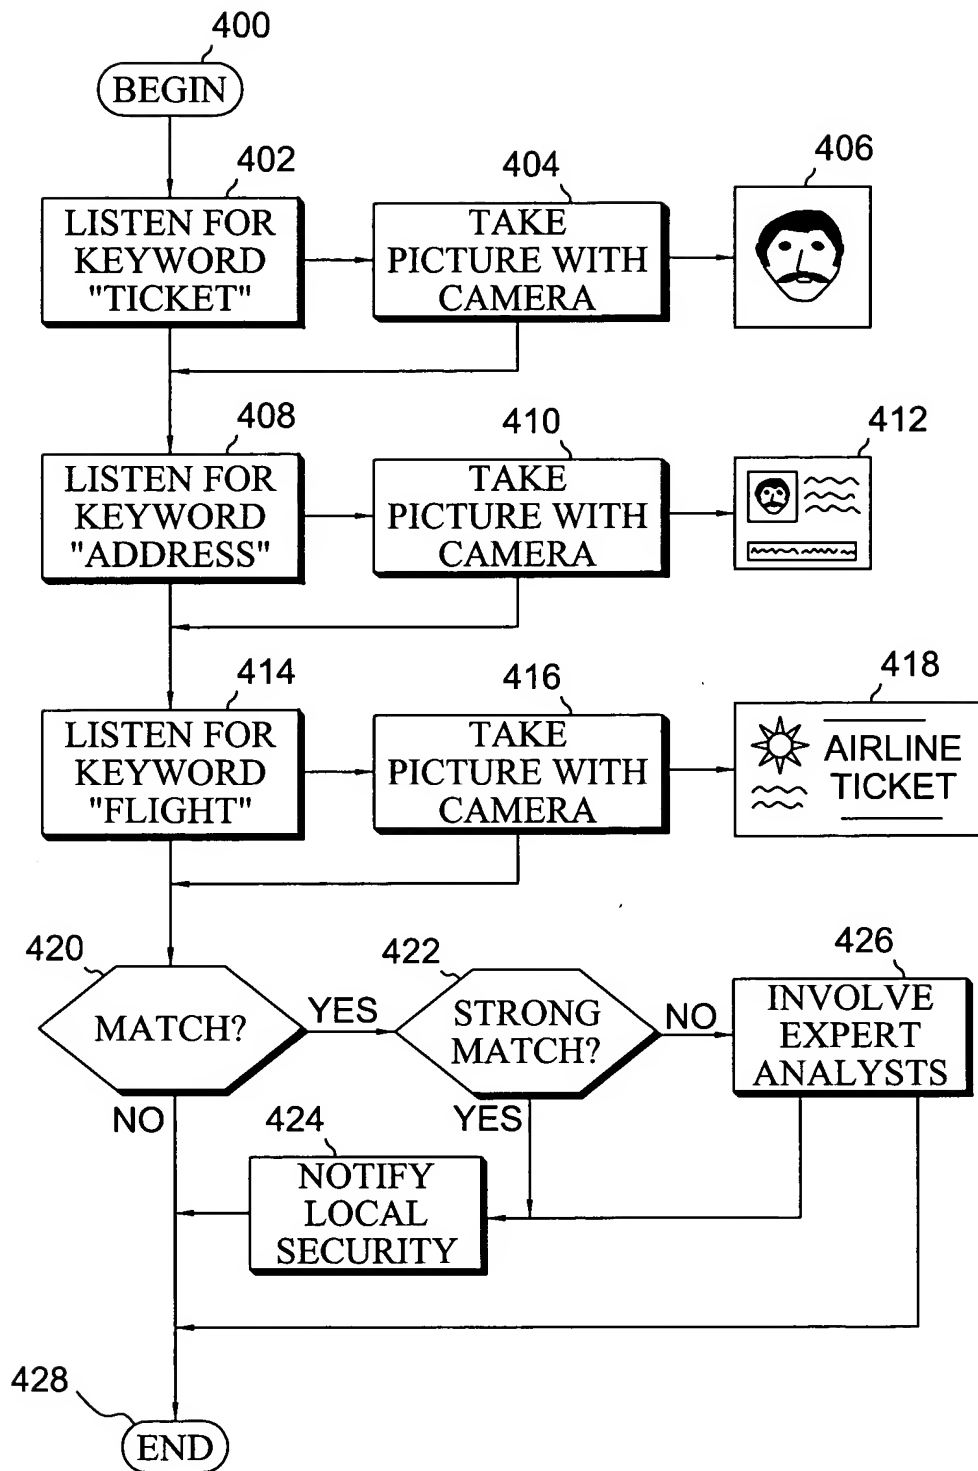 400
BEGIN
402
LISTEN FOR
KEYWORD
"TICKET"
404
TAKE
PICTURE WITH
CAMERA
406
408
LISTEN FOR
KEYWORD
"ADDRESS"
410
TAKE
PICTURE WITH
CAMERA
412
414
LISTEN FOR
KEYWORD
"FLIGHT"
416
TAKE
PICTURE WITH
CAMERA
418
AIRLINE
TICKET
420
MATCH?
YES
NO
422
STRONG
MATCH?
NO
YES
426
INVOLVE
EXPERT
ANALYSTS
424
NOTIFY
LOCAL
SECURITY
428
END